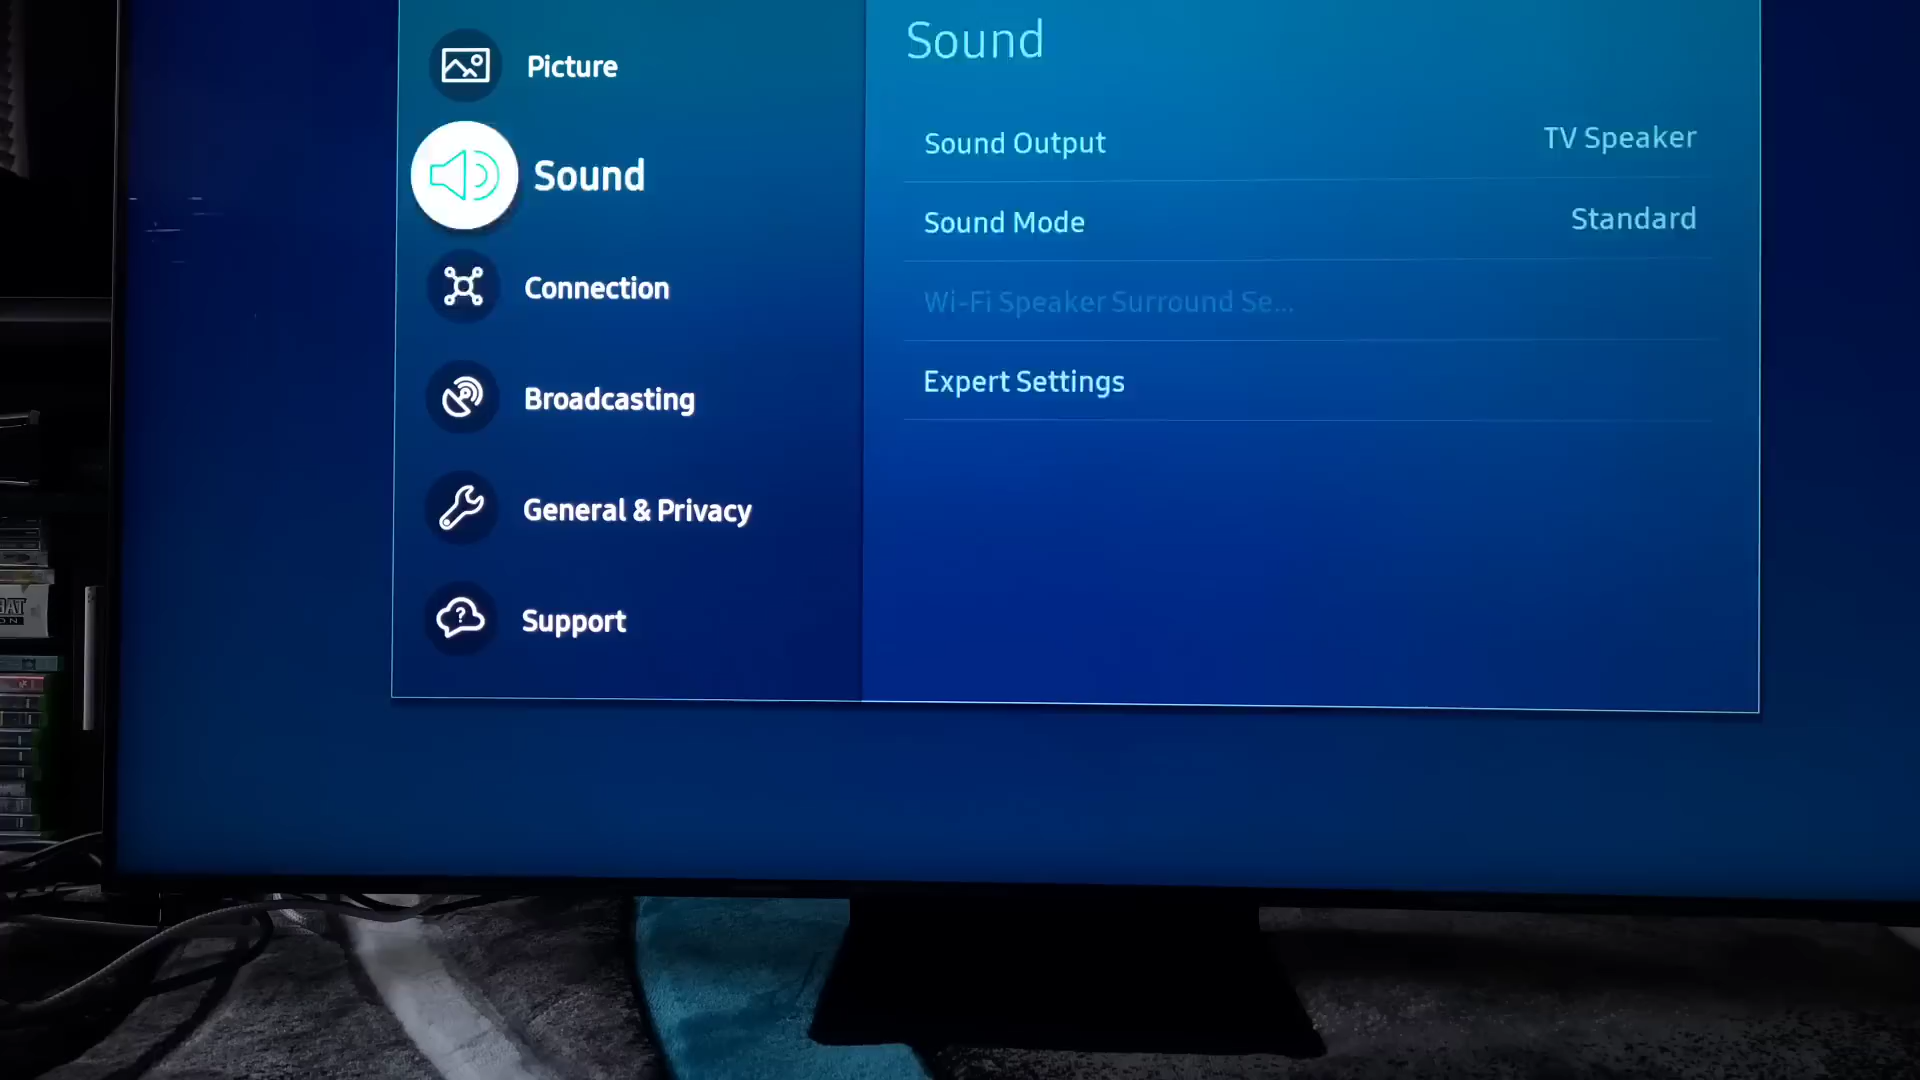 Picture
Sound
Connection
Broadcasting
General & Privacy
Support
Sound
Sound Output TV Speaker
Sound Mode Standard
Wi-Fi Speaker Surround Se...
Expert Settings